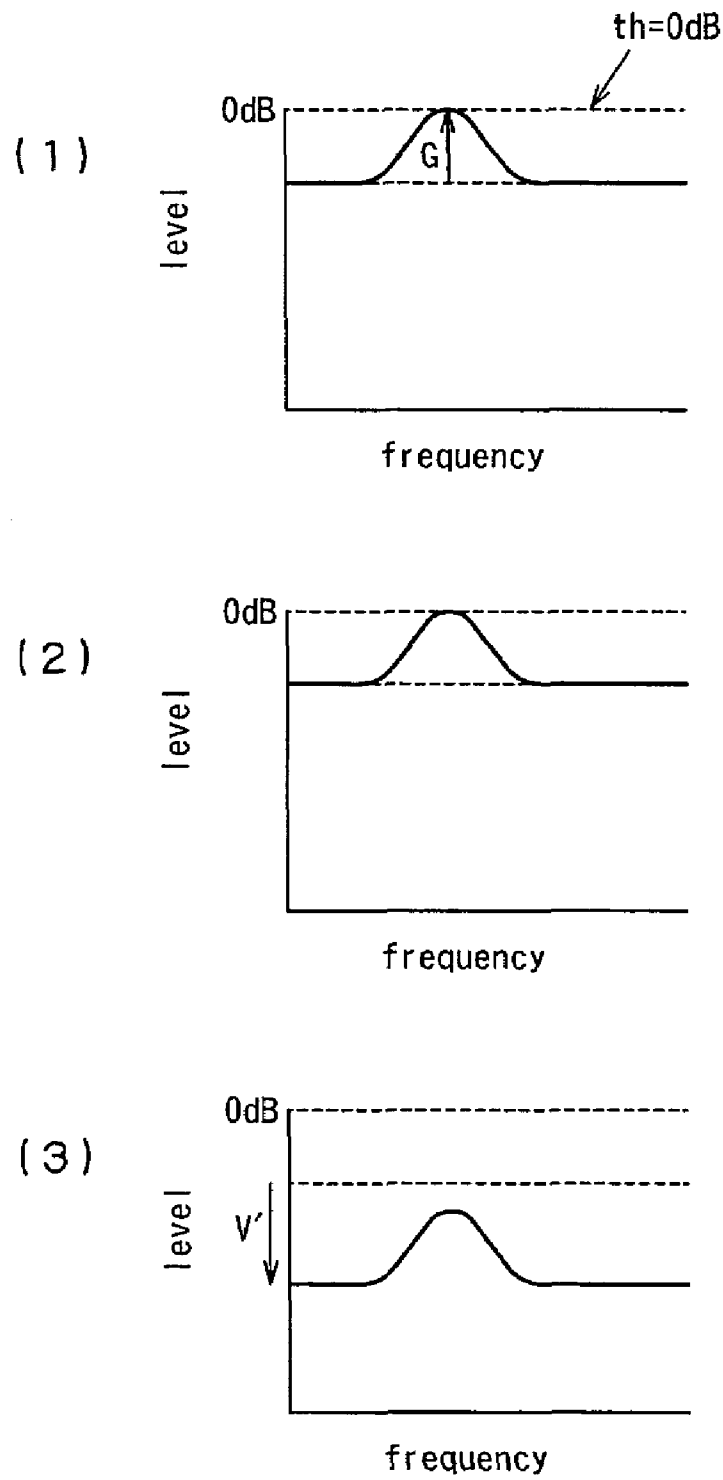 th=0dB
0dB
(1)
G
level
frequency
0dB
(2)
level
frequency
0dB
(3)
V′
level
frequency